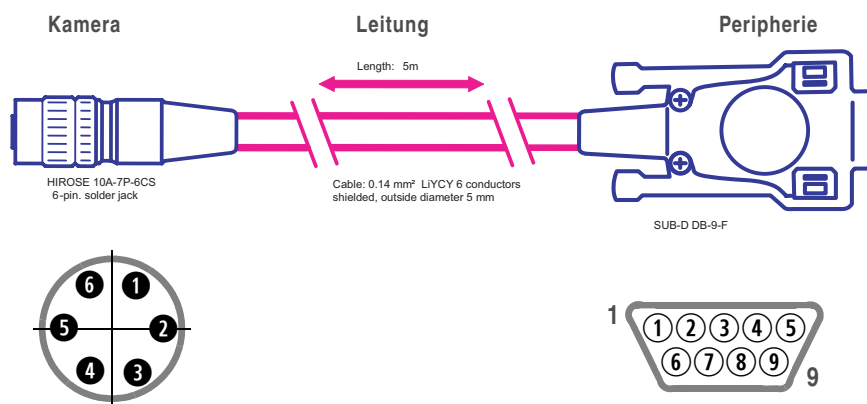 Kamera Leitung Peripherie
Length: 5m
HIROSE 10A-7P-6CS
6-pin. solder jack
Cable: 0.14 mm² LiYCY 6 conductors
shielded, outside diameter 5 mm
SUB-D DB-9-F
6 1
5 2
4 3
1
1 2 3 4 5
6 7 8 9
9